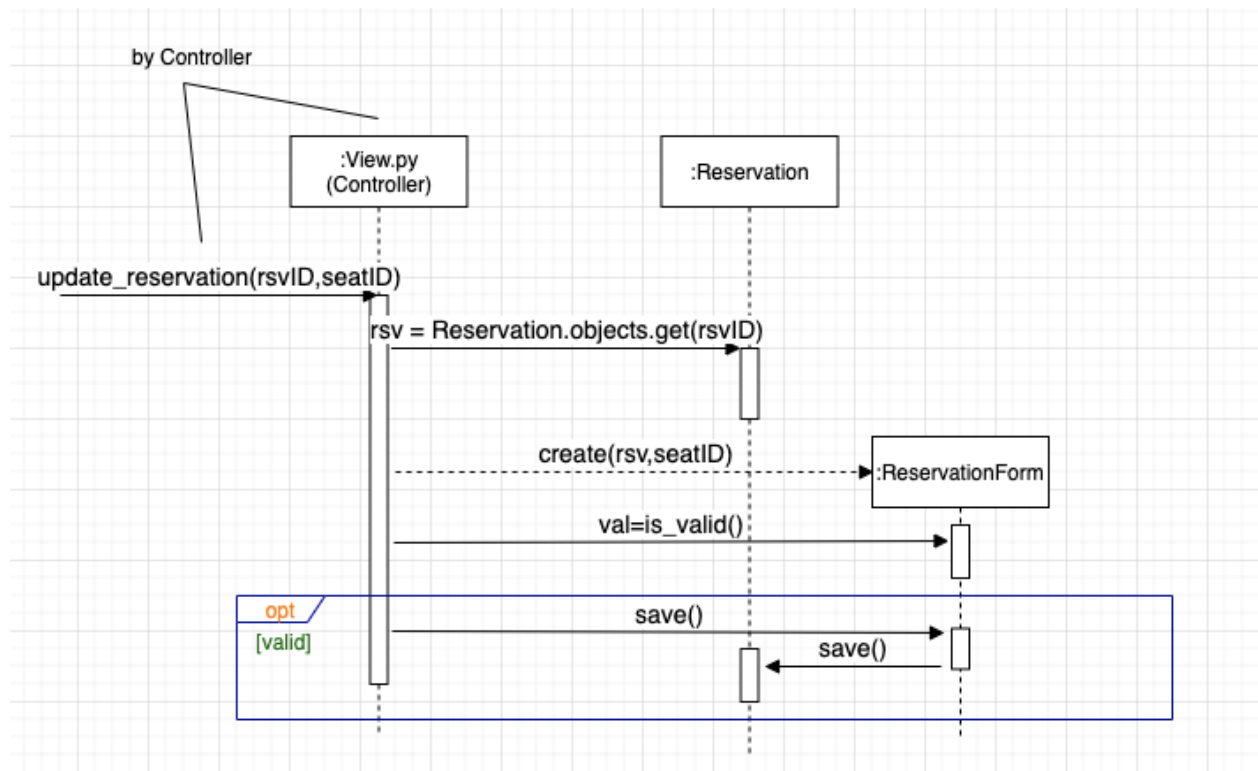 by Controller
:View.py
(Controller)
:Reservation
update_reservation(rsvID,seatID)
rsv = Reservation.objects.get(rsvID)
create(rsv,seatID)
:ReservationForm
val=is_valid()
opt
save()
[valid]
save()